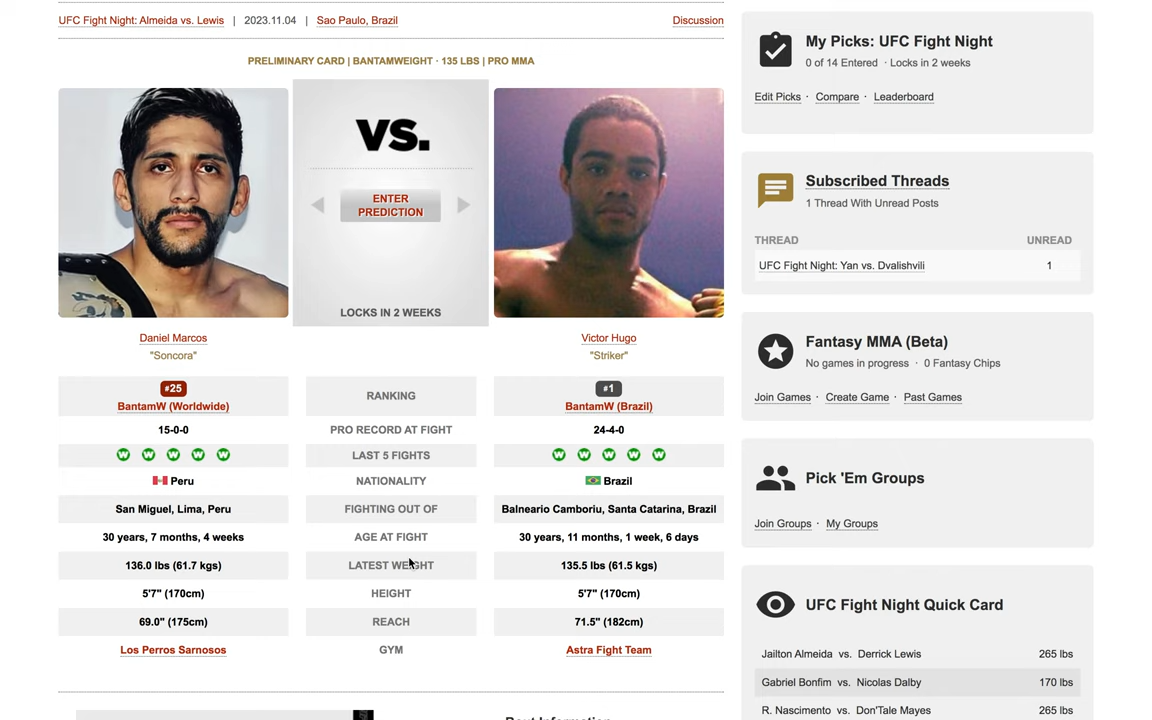 UFC Fight Night: Almeida vs. Lewis | 2023.11.04 | Sao Paulo, Brazil Discussion
PRELIMINARY CARD | BANTAMWEIGHT · 135 LBS | PRO MMA
VS.
ENTER
PREDICTION
LOCKS IN 2 WEEKS
Daniel Marcos Victor Hugo
"Soncora" "Striker"
#25 RANKING #1
BantamW (Worldwide) BantamW (Brazil)
15-0-0 PRO RECORD AT FIGHT 24-4-0
W W W W W LAST 5 FIGHTS W W W W W
Peru NATIONALITY Brazil
San Miguel, Lima, Peru FIGHTING OUT OF Balneario Camboriu, Santa Catarina, Brazil
30 years, 7 months, 4 weeks AGE AT FIGHT 30 years, 11 months, 1 week, 6 days
136.0 lbs (61.7 kgs) LATEST WEIGHT 135.5 lbs (61.5 kgs)
5'7" (170cm) HEIGHT 5'7" (170cm)
69.0" (175cm) REACH 71.5" (182cm)
Los Perros Sarnosos GYM Astra Fight Team
Bout Information
My Picks: UFC Fight Night
0 of 14 Entered · Locks in 2 weeks
Edit Picks · Compare · Leaderboard
Subscribed Threads
1 Thread With Unread Posts
THREAD UNREAD
UFC Fight Night: Yan vs. Dvalishvili 1
Fantasy MMA (Beta)
No games in progress · 0 Fantasy Chips
Join Games · Create Game · Past Games
Pick 'Em Groups
Join Groups · My Groups
UFC Fight Night Quick Card
Jailton Almeida vs. Derrick Lewis 265 lbs
Gabriel Bonfim vs. Nicolas Dalby 170 lbs
R. Nascimento vs. Don'Tale Mayes 265 lbs